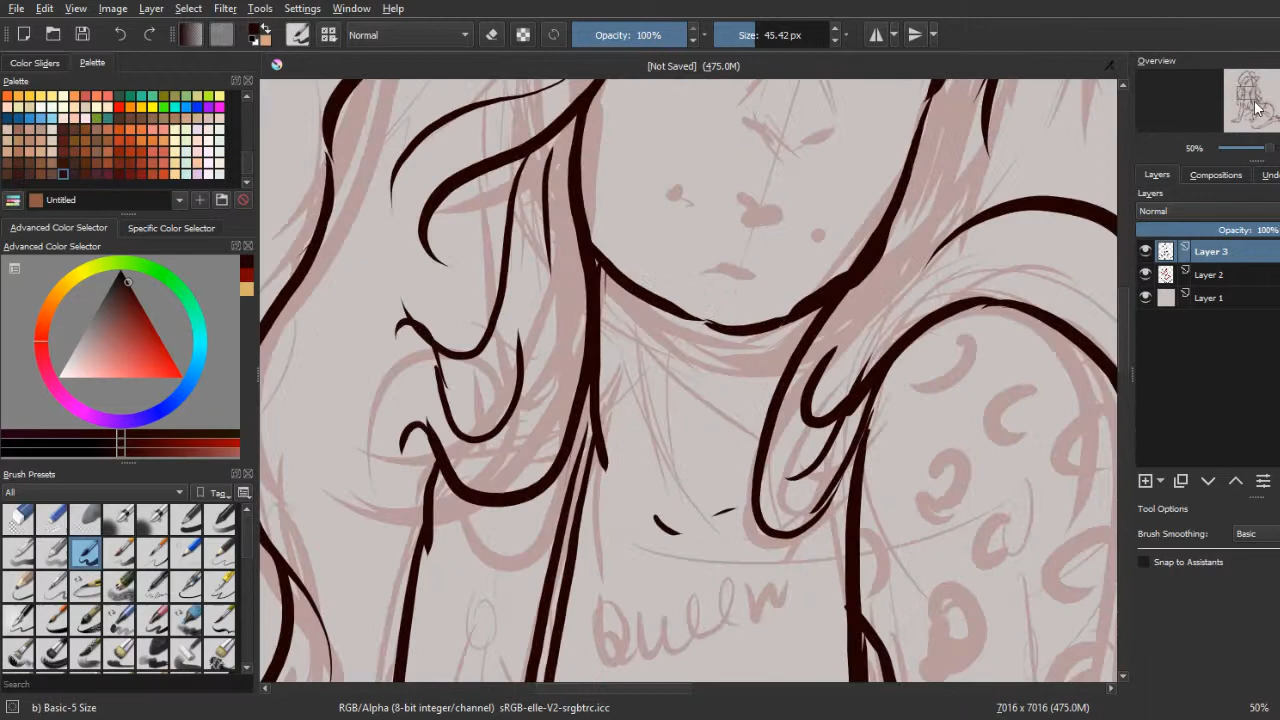 File Edit View Image Layer Select Filter Tools Settings Window Help
Normal Opacity: 100% Size: 45.42 px
Color Sliders Palette [Not Saved] (475.0M) Overview
Palette
50%
Layers Compositions Undo
Layers
Untitled
Normal
Advanced Color Selector Specific Color Selector
Opacity: 100%
Advanced Color Selector
Layer 3
Layer 2
Layer 1
Brush Presets
All Tag
Tool Options
Brush Smoothing: Basic
Snap to Assistants
Queen
Search
b) Basic-5 Size RGB/Alpha (8-bit integer/channel) sRGB-elle-V2-srgbtrc.icc 7016 x 7016 (475.0M) 50%